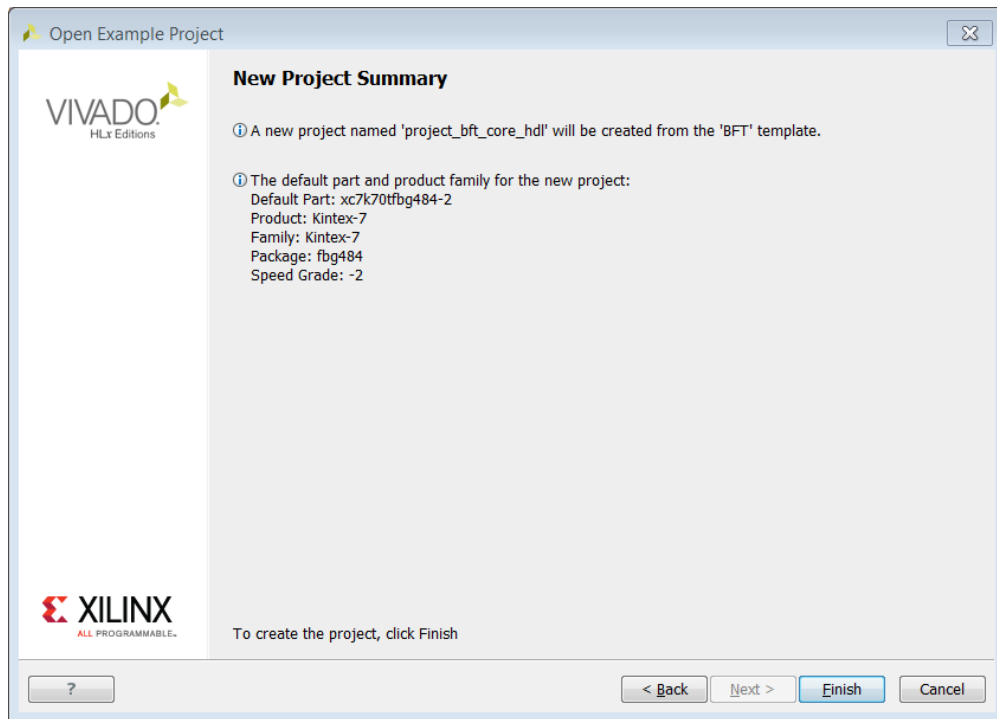 Open Example Project
VIVADO.
HLx Editions
New Project Summary
A new project named 'project_bft_core_hdl' will be created from the 'BFT' template.
The default part and product family for the new project:
Default Part: xc7k70tfbg484-2
Product: Kintex-7
Family: Kintex-7
Package: fbg484
Speed Grade: -2
XILINX
ALL PROGRAMMABLE™
To create the project, click Finish
?
< Back
Next >
Finish
Cancel